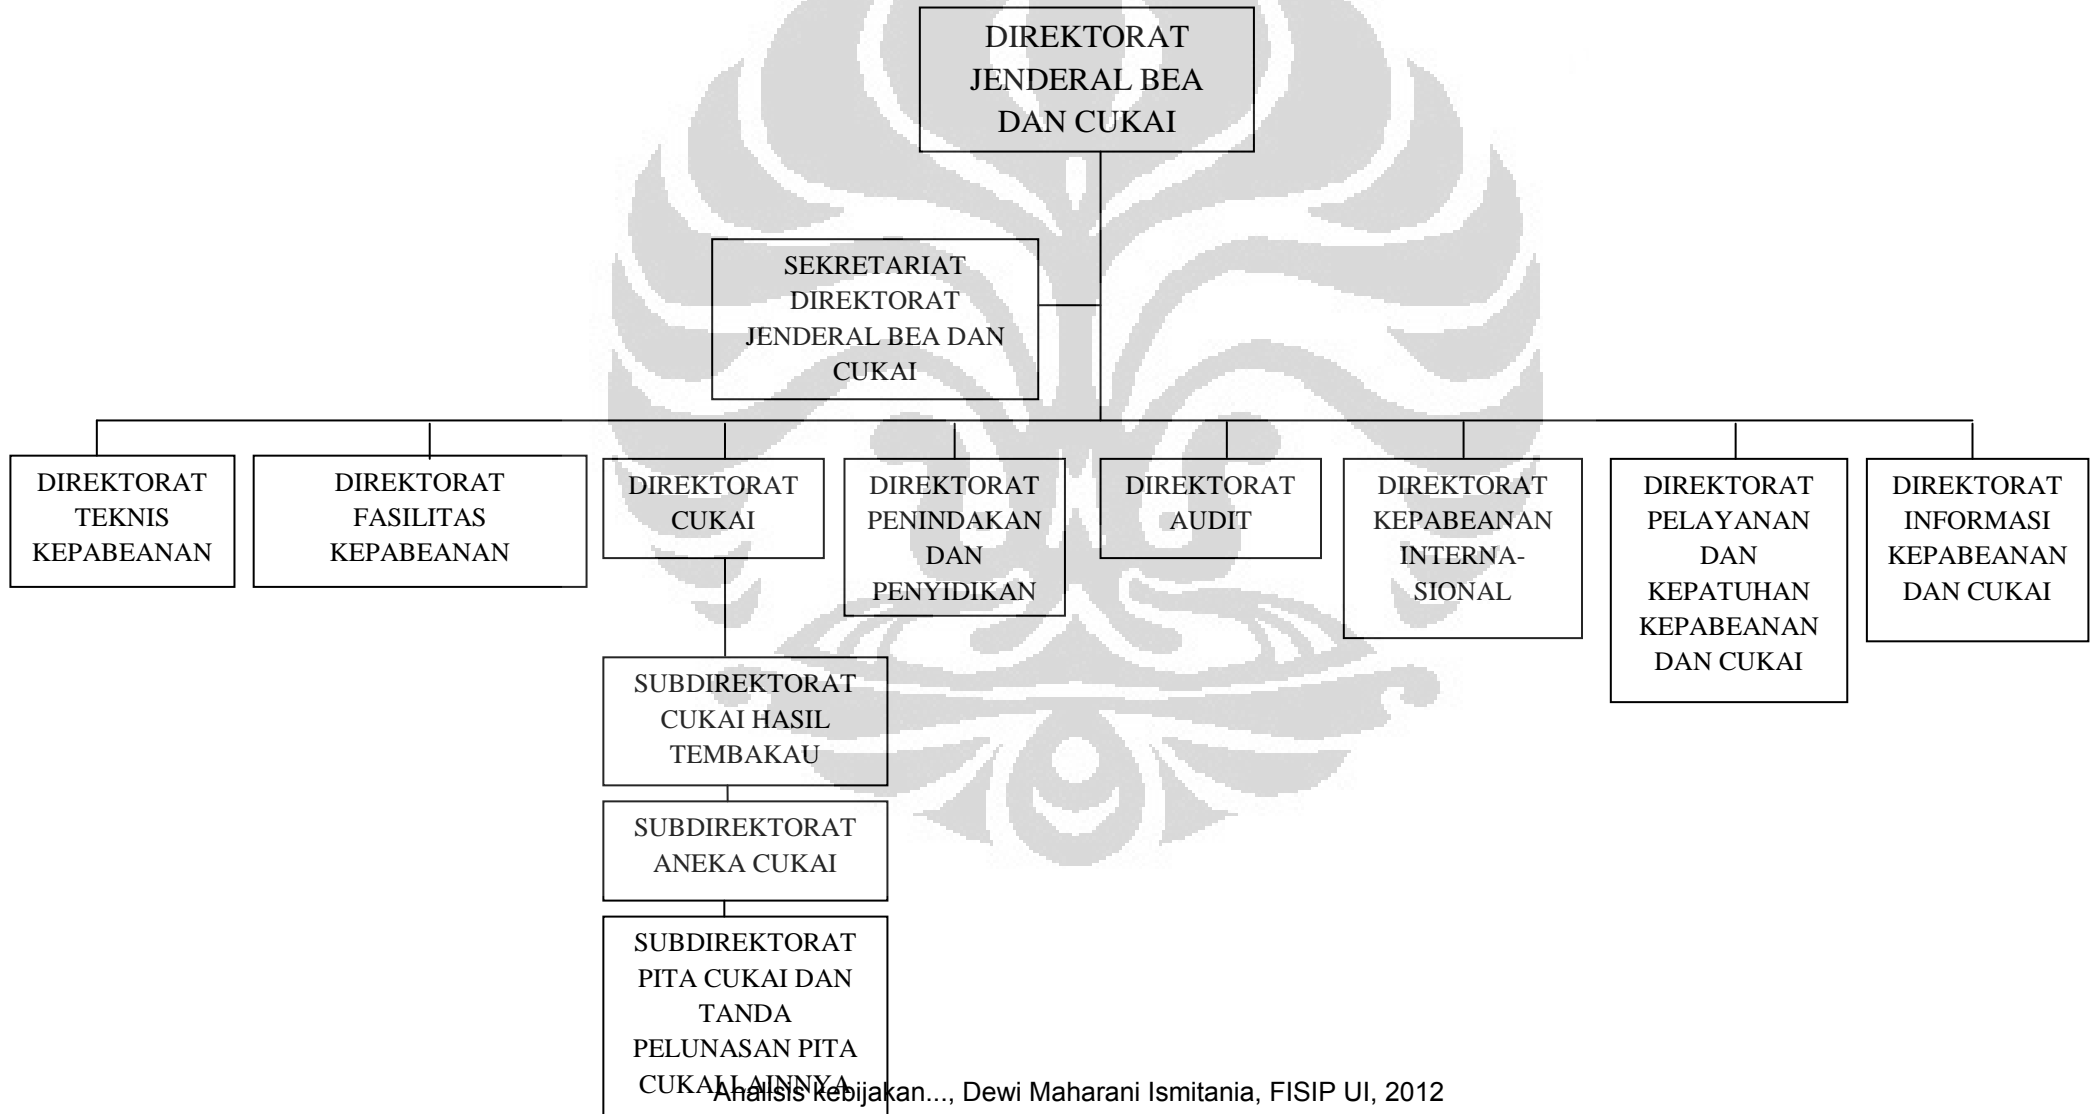 DIREKTORAT
JENDERAL BEA
DAN CUKAI
SEKRETARIAT
DIREKTORAT
JENDERAL BEA DAN
CUKAI
DIREKTORAT
TEKNIS
KEPABEANAN
DIREKTORAT
FASILITAS
KEPABEANAN
DIREKTORAT
CUKAI
DIREKTORAT
PENINDAKAN
DAN
PENYIDIKAN
DIREKTORAT
AUDIT
DIREKTORAT
KEPABEANAN
INTERNA-
SIONAL
DIREKTORAT
PELAYANAN
DAN
KEPATUHAN
KEPABEANAN
DAN CUKAI
DIREKTORAT
INFORMASI
KEPABEANAN
DAN CUKAI
SUBDIREKTORAT
CUKAI HASIL
TEMBAKAU
SUBDIREKTORAT
ANEKA CUKAI
SUBDIREKTORAT
PITA CUKAI DAN
TANDA
PELUNASAN PITA
CUKAI LAINNYA
Analisis kebijakan..., Dewi Maharani Ismitania, FISIP UI, 2012